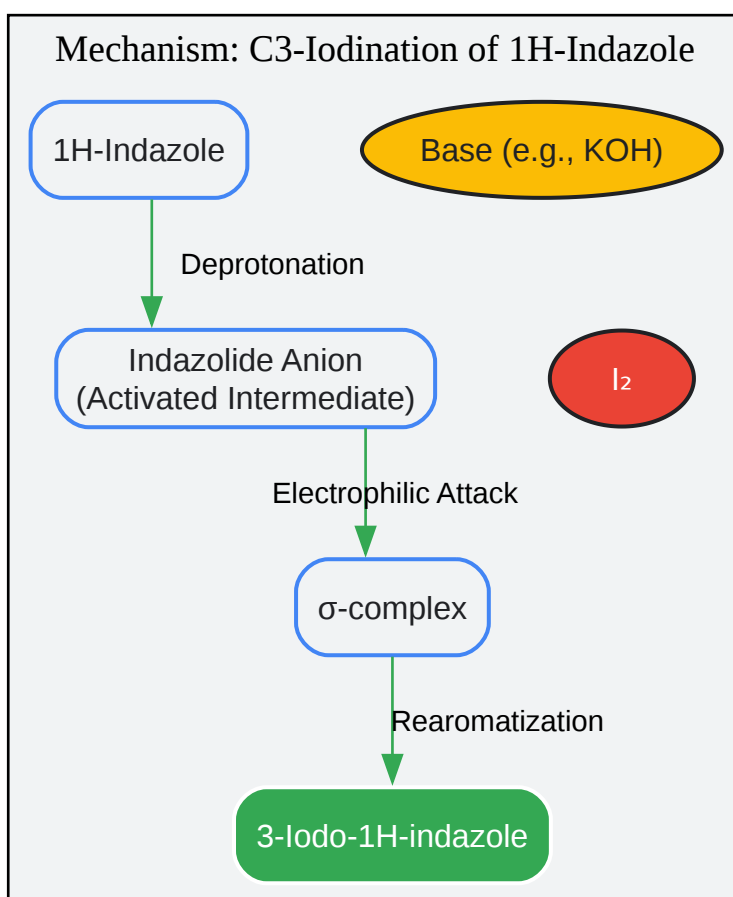 Mechanism: C3-Iodination of 1H-Indazole
1H-Indazole
Base (e.g., KOH)
Deprotonation
Indazolide Anion
(Activated Intermediate)
I₂
Electrophilic Attack
σ-complex
Rearomatization
3-Iodo-1H-indazole